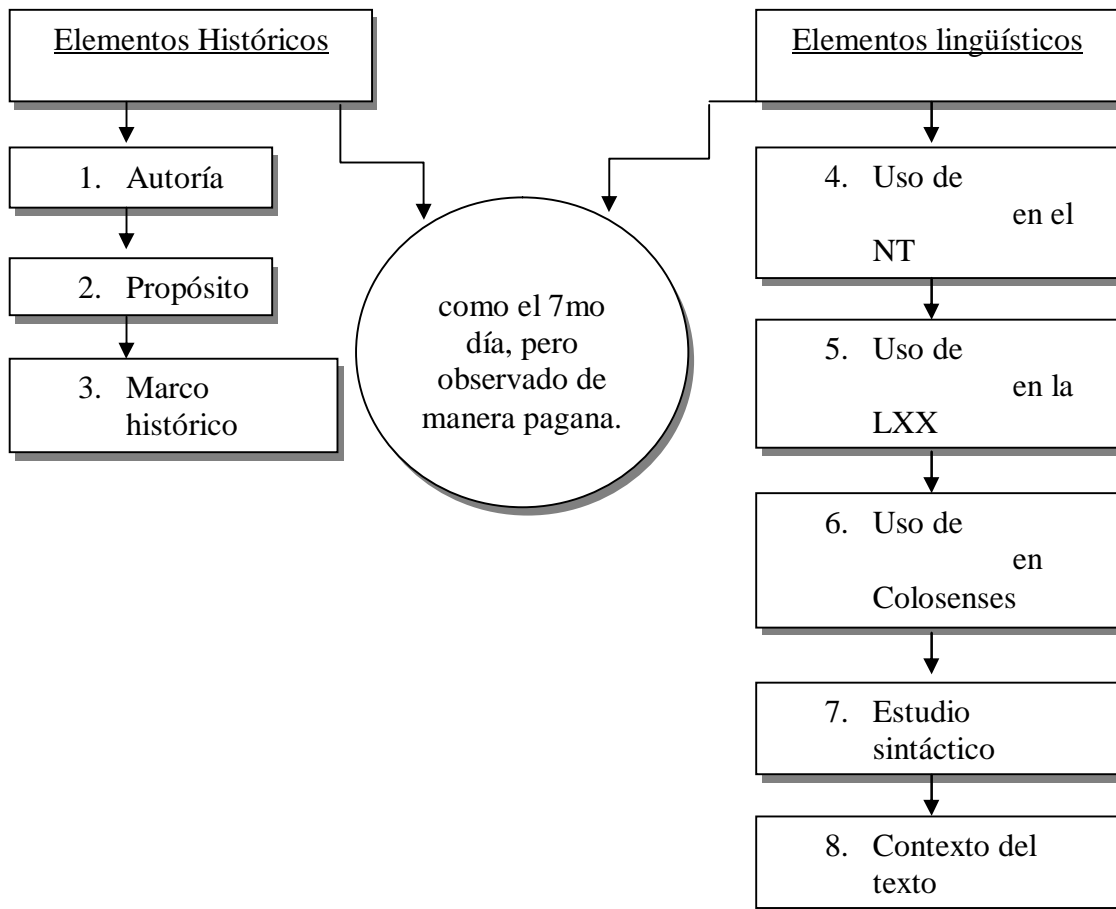 Elementos Históricos
1. Autoría
2. Propósito
3. Marco
histórico
como el 7mo
día, pero
observado de
manera pagana.
Elementos lingüísticos
4. Uso de
en el
NT
5. Uso de
en la
LXX
6. Uso de
en
Colosenses
7. Estudio
sintáctico
8. Contexto del
texto